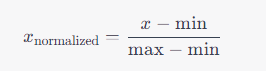 x_normalized = (x − min) / (max − min)